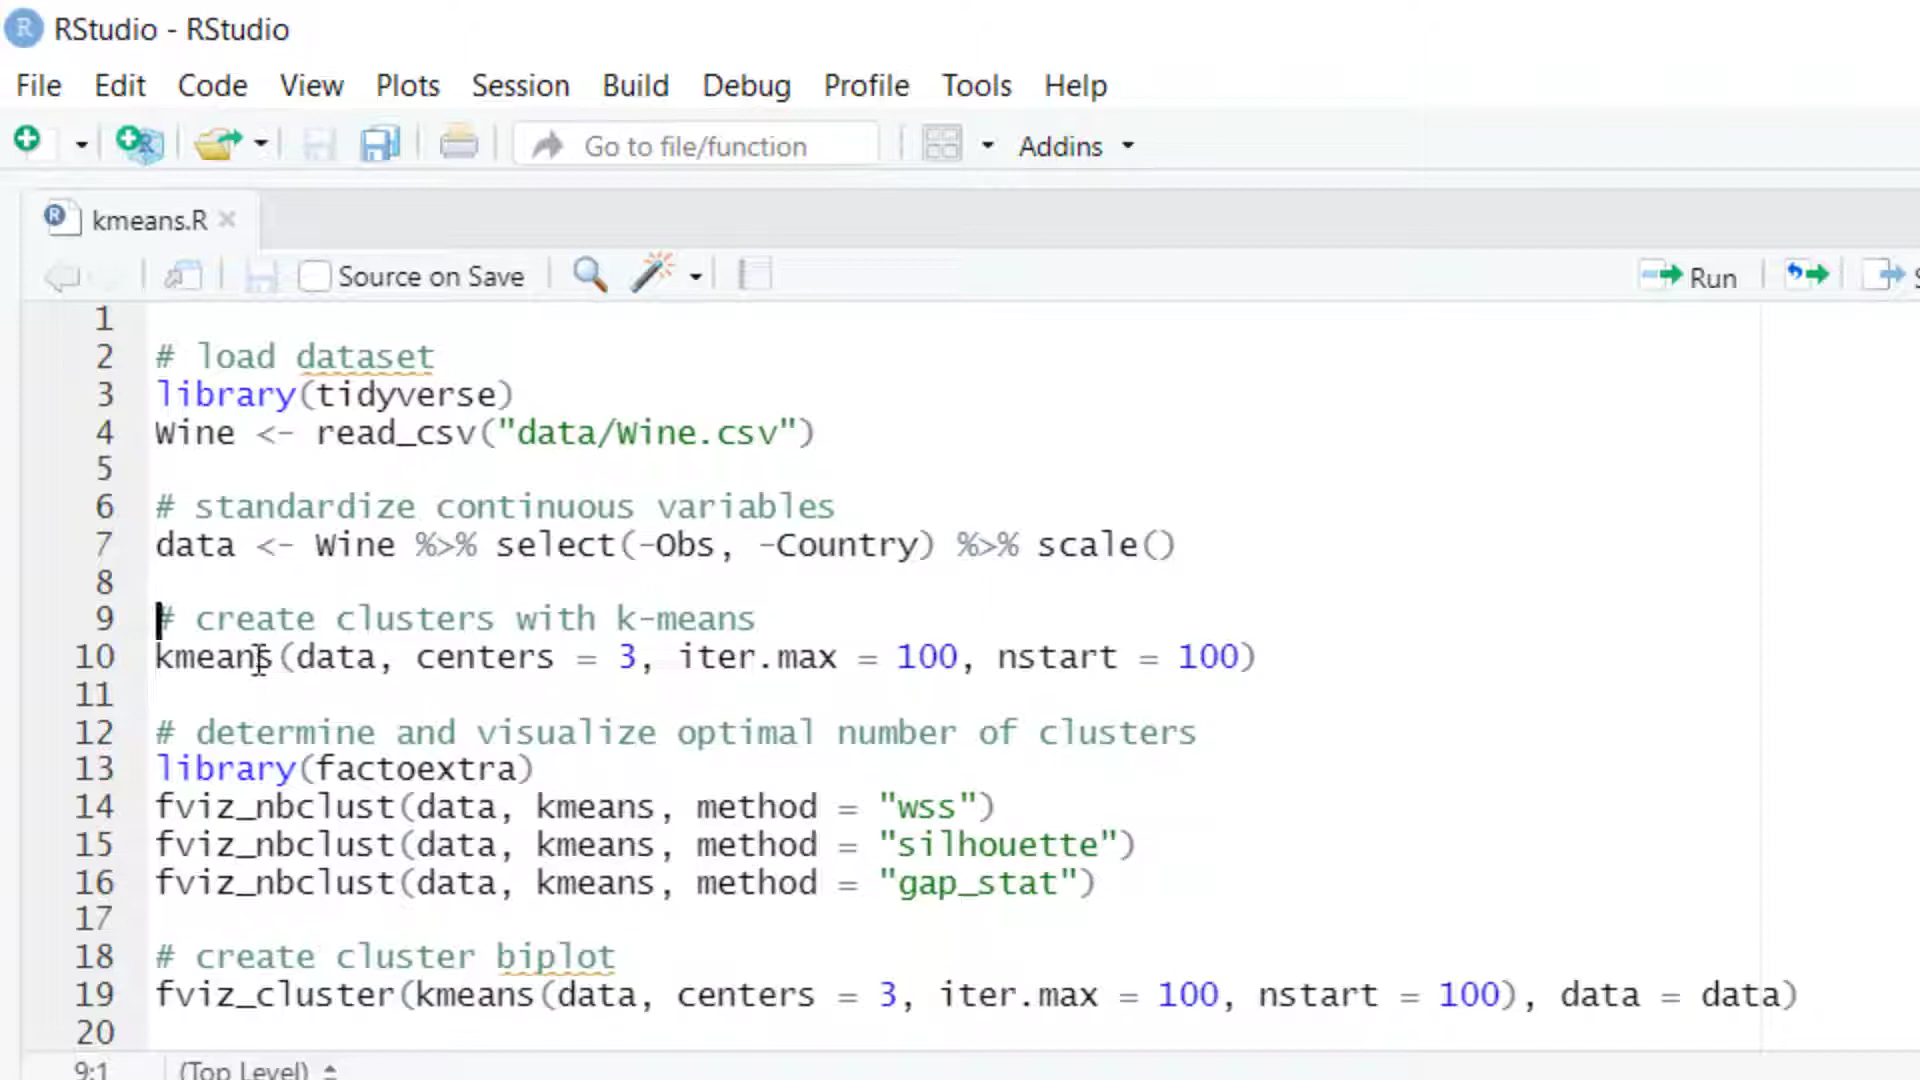 RStudio - RStudio
File Edit Code View Plots Session Build Debug Profile Tools Help
Go to file/function Addins
kmeans.R
Source on Save Run
1
2 # load dataset
3 library(tidyverse)
4 Wine <- read_csv("data/Wine.csv")
5
6 # standardize continuous variables
7 data <- Wine %>% select(-Obs, -Country) %>% scale()
8
9 # create clusters with k-means
10 kmeans(data, centers = 3, iter.max = 100, nstart = 100)
11
12 # determine and visualize optimal number of clusters
13 library(factoextra)
14 fviz_nbclust(data, kmeans, method = "wss")
15 fviz_nbclust(data, kmeans, method = "silhouette")
16 fviz_nbclust(data, kmeans, method = "gap_stat")
17
18 # create cluster biplot
19 fviz_cluster(kmeans(data, centers = 3, iter.max = 100, nstart = 100), data = data)
20
9:1 (Top Level)